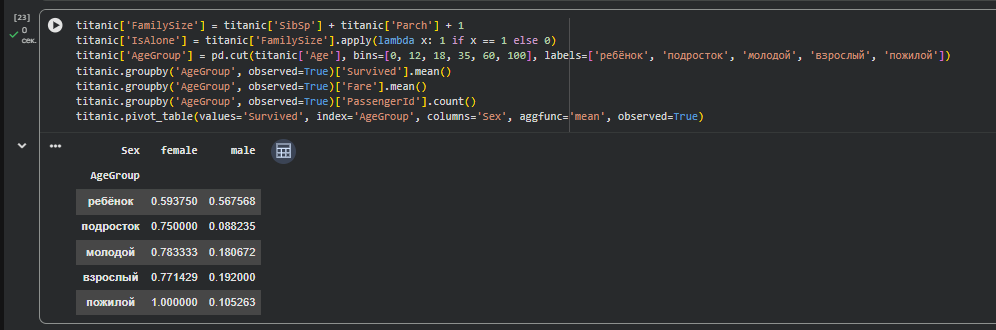 [23]
0
сек.
titanic['FamilySize'] = titanic['SibSp'] + titanic['Parch'] + 1
titanic['IsAlone'] = titanic['FamilySize'].apply(lambda x: 1 if x == 1 else 0)
titanic['AgeGroup'] = pd.cut(titanic['Age'], bins=[0, 12, 18, 35, 60, 100], labels=['ребёнок', 'подросток', 'молодой', 'взрослый', 'пожилой'])
titanic.groupby('AgeGroup', observed=True)['Survived'].mean()
titanic.groupby('AgeGroup', observed=True)['Fare'].mean()
titanic.groupby('AgeGroup', observed=True)['PassengerId'].count()
titanic.pivot_table(values='Survived', index='AgeGroup', columns='Sex', aggfunc='mean', observed=True)
Sex female male
AgeGroup
ребёнок 0.593750 0.567568
подросток 0.750000 0.088235
молодой 0.783333 0.180672
взрослый 0.771429 0.192000
пожилой 1.000000 0.105263